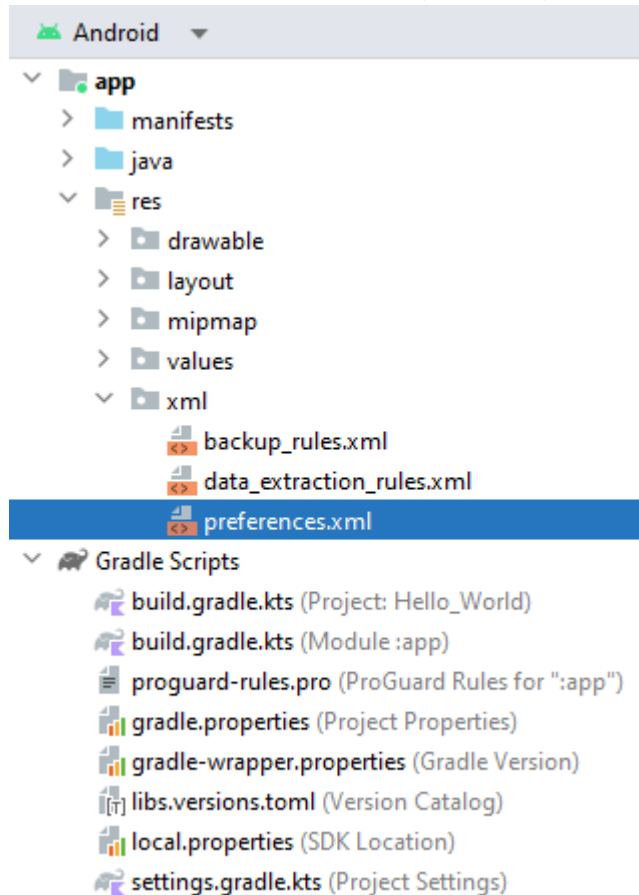 Android
app
manifests
java
res
drawable
layout
mipmap
values
xml
backup_rules.xml
data_extraction_rules.xml
preferences.xml
Gradle Scripts
build.gradle.kts (Project: Hello_World)
build.gradle.kts (Module :app)
proguard-rules.pro (ProGuard Rules for ":app")
gradle.properties (Project Properties)
gradle-wrapper.properties (Gradle Version)
libs.versions.toml (Version Catalog)
local.properties (SDK Location)
settings.gradle.kts (Project Settings)